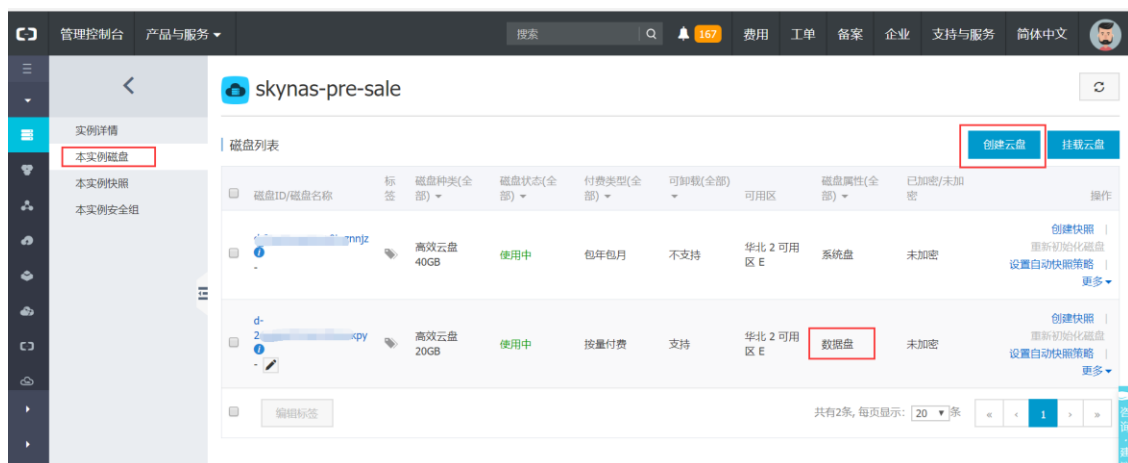 管理控制台 产品与服务 搜索 167 费用 工单 备案 企业 支持与服务 简体中文
skynas-pre-sale
实例详情
本实例磁盘
本实例快照
本实例安全组
磁盘列表 创建云盘 挂载云盘
磁盘ID/磁盘名称 标签 磁盘种类(全部) 磁盘状态(全部) 付费类型(全部) 可卸载(全部) 可用区 磁盘属性(全部) 已加密/未加密 操作
znnjz
-
高效云盘
40GB
使用中 包年包月 不支持
华北 2 可用
区 E
系统盘 未加密
创建快照 |
重新初始化磁盘
设置自动快照策略 |
更多
d-
2 kpy
-
高效云盘
20GB
使用中 按量付费 支持
华北 2 可用
区 E
数据盘 未加密
创建快照 |
重新初始化磁盘
设置自动快照策略 |
更多
编辑标签 共有2条, 每页显示: 20 条 « ‹ 1 › »
咨询·建